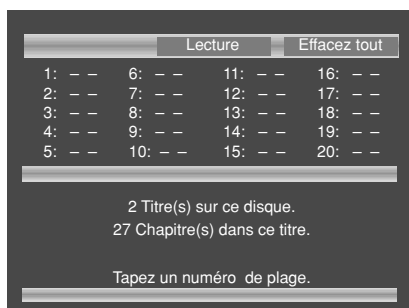 Lecture Effacez tout
1: – – 6: – – 11: – – 16: – –
2: – – 7: – – 12: – – 17: – –
3: – – 8: – – 13: – – 18: – –
4: – – 9: – – 14: – – 19: – –
5: – – 10: – – 15: – – 20: – –
2 Titre(s) sur ce disque.
27 Chapitre(s) dans ce titre.
Tapez un numéro de plage.